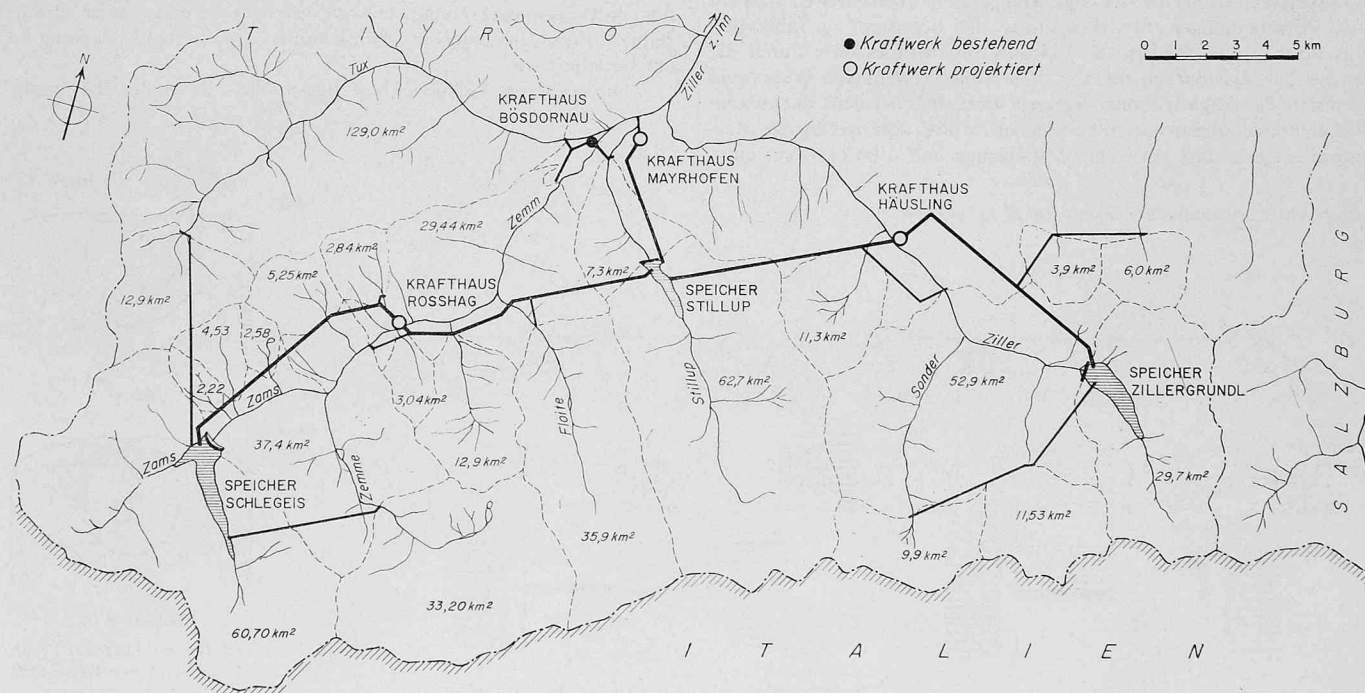 T I R O L
z. Inn
Kraftwerk bestehend
Kraftwerk projektiert
0 1 2 3 4 5 km
N
Tux
Ziller
KRAFTHAUS
BÖSDORNAU
129,0 km²
KRAFTHAUS
MAYRHOFEN
KRAFTHAUS
HÄUSLING
Zemm
29,44 km²
2,84 km²
5,25 km²
7,3 km²
3,9 km²
6,0 km²
12,9 km²
KRAFTHAUS
ROSSHAG
SPEICHER
STILLUP
4,53
2,58
11,3 km²
Ziller
SPEICHER
ZILLERGRUNDL
2,22
Zams
3,04 km²
Floite
Stillup
62,7 km²
Sonder
52,9 km²
37,4 km²
Zams
12,9 km²
Zemme
SPEICHER
SCHLEGEIS
29,7 km²
11,53 km²
35,9 km²
9,9 km²
33,20 km²
60,70 km²
SALZBURG
I T A L I E N